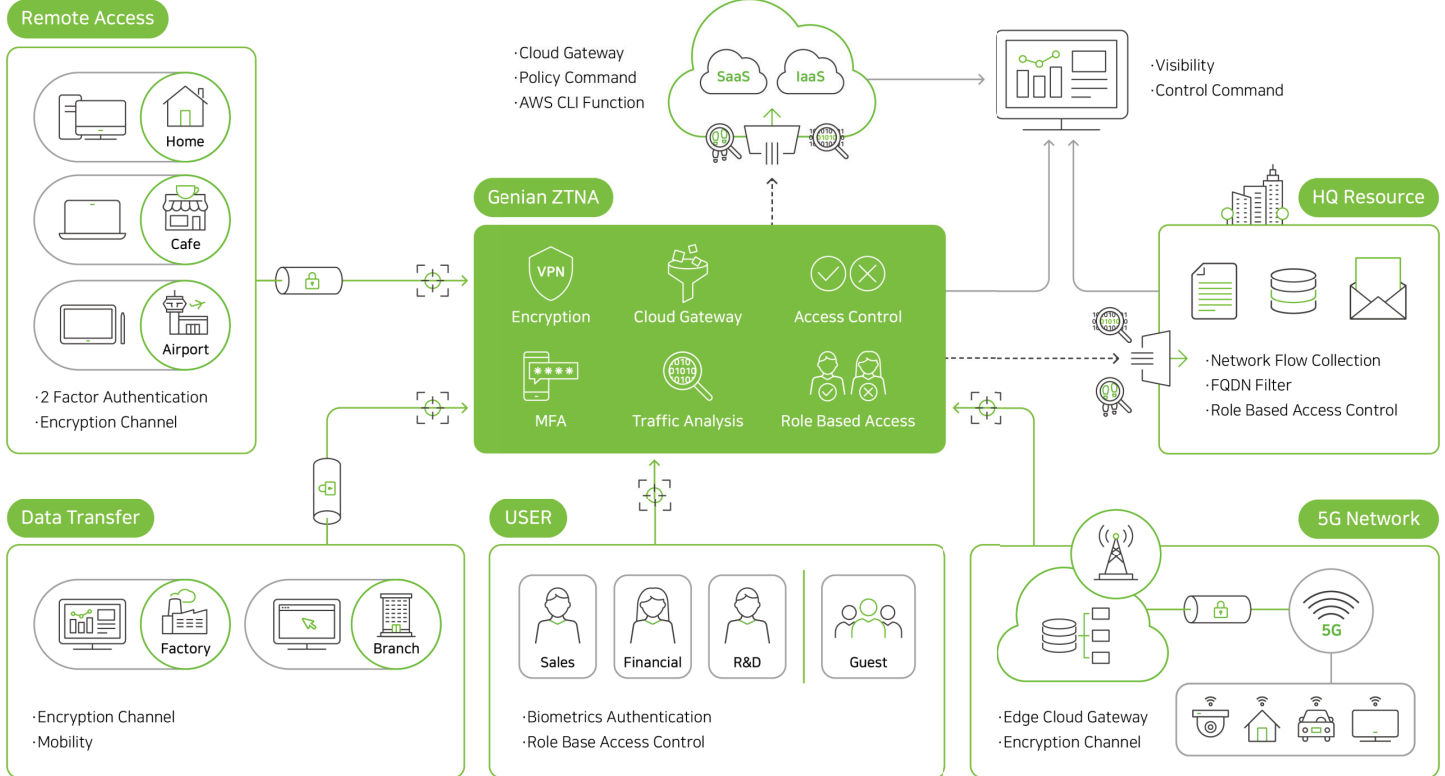 Remote Access
Home
Cafe
Airport
·2 Factor Authentication
·Encryption Channel
·Cloud Gateway
·Policy Command
·AWS CLI Function
SaaS
IaaS
·Visibility
·Control Command
Genian ZTNA
VPN
Encryption
Cloud Gateway
Access Control
****
MFA
010
01010
010
Traffic Analysis
Role Based Access
HQ Resource
·Network Flow Collection
·FQDN Filter
·Role Based Access Control
Data Transfer
Factory
Branch
·Encryption Channel
·Mobility
USER
Sales
Financial
R&D
Guest
·Biometrics Authentication
·Role Base Access Control
5G Network
5G
·Edge Cloud Gateway
·Encryption Channel